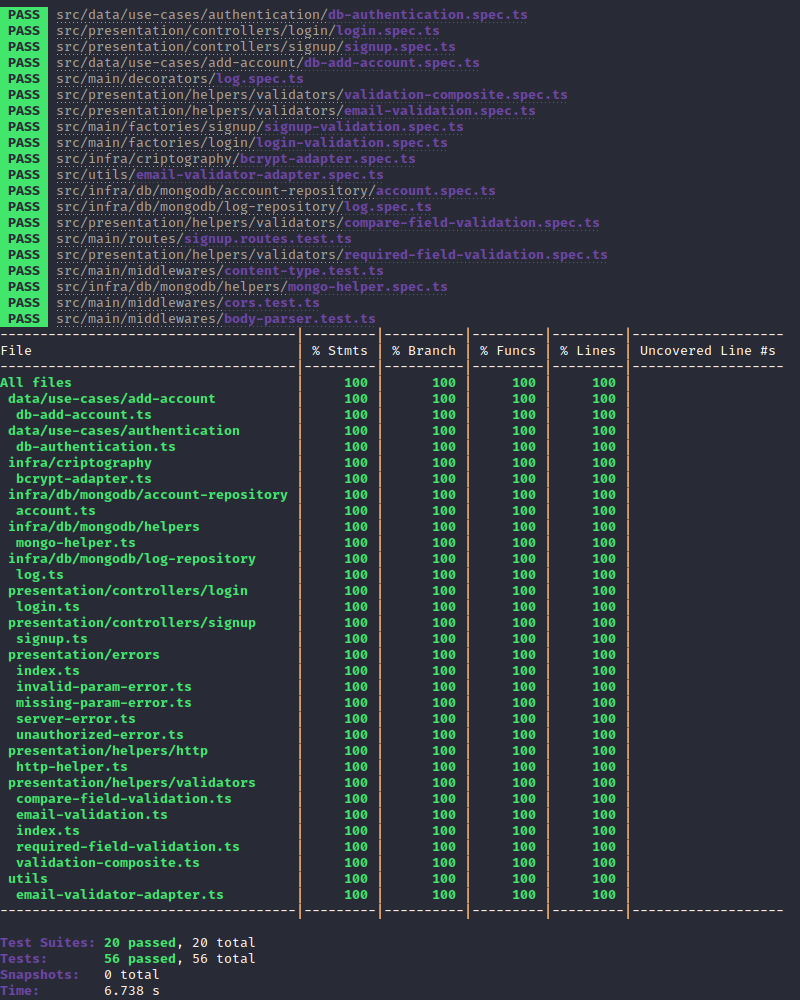 PASS src/data/use-cases/authentication/db-authentication.spec.ts
PASS src/presentation/controllers/login/login.spec.ts
PASS src/presentation/controllers/signup/signup.spec.ts
PASS src/data/use-cases/add-account/db-add-account.spec.ts
PASS src/main/decorators/log.spec.ts
PASS src/presentation/helpers/validators/validation-composite.spec.ts
PASS src/presentation/helpers/validators/email-validation.spec.ts
PASS src/main/factories/signup/signup-validation.spec.ts
PASS src/main/factories/login/login-validation.spec.ts
PASS src/infra/criptography/bcrypt-adapter.spec.ts
PASS src/utils/email-validator-adapter.spec.ts
PASS src/infra/db/mongodb/account-repository/account.spec.ts
PASS src/infra/db/mongodb/log-repository/log.spec.ts
PASS src/presentation/helpers/validators/compare-field-validation.spec.ts
PASS src/main/routes/signup.routes.test.ts
PASS src/presentation/helpers/validators/required-field-validation.spec.ts
PASS src/main/middlewares/content-type.test.ts
PASS src/infra/db/mongodb/helpers/mongo-helper.spec.ts
PASS src/main/middlewares/cors.test.ts
PASS src/main/middlewares/body-parser.test.ts
-------------------------------------|---------|----------|---------|---------|-------------------
File | % Stmts | % Branch | % Funcs | % Lines | Uncovered Line #s
-------------------------------------|---------|----------|---------|---------|-------------------
All files | 100 | 100 | 100 | 100 |
data/use-cases/add-account | 100 | 100 | 100 | 100 |
db-add-account.ts | 100 | 100 | 100 | 100 |
data/use-cases/authentication | 100 | 100 | 100 | 100 |
db-authentication.ts | 100 | 100 | 100 | 100 |
infra/criptography | 100 | 100 | 100 | 100 |
bcrypt-adapter.ts | 100 | 100 | 100 | 100 |
infra/db/mongodb/account-repository | 100 | 100 | 100 | 100 |
account.ts | 100 | 100 | 100 | 100 |
infra/db/mongodb/helpers | 100 | 100 | 100 | 100 |
mongo-helper.ts | 100 | 100 | 100 | 100 |
infra/db/mongodb/log-repository | 100 | 100 | 100 | 100 |
log.ts | 100 | 100 | 100 | 100 |
presentation/controllers/login | 100 | 100 | 100 | 100 |
login.ts | 100 | 100 | 100 | 100 |
presentation/controllers/signup | 100 | 100 | 100 | 100 |
signup.ts | 100 | 100 | 100 | 100 |
presentation/errors | 100 | 100 | 100 | 100 |
index.ts | 100 | 100 | 100 | 100 |
invalid-param-error.ts | 100 | 100 | 100 | 100 |
missing-param-error.ts | 100 | 100 | 100 | 100 |
server-error.ts | 100 | 100 | 100 | 100 |
unauthorized-error.ts | 100 | 100 | 100 | 100 |
presentation/helpers/http | 100 | 100 | 100 | 100 |
http-helper.ts | 100 | 100 | 100 | 100 |
presentation/helpers/validators | 100 | 100 | 100 | 100 |
compare-field-validation.ts | 100 | 100 | 100 | 100 |
email-validation.ts | 100 | 100 | 100 | 100 |
index.ts | 100 | 100 | 100 | 100 |
required-field-validation.ts | 100 | 100 | 100 | 100 |
validation-composite.ts | 100 | 100 | 100 | 100 |
utils | 100 | 100 | 100 | 100 |
email-validator-adapter.ts | 100 | 100 | 100 | 100 |
-------------------------------------|---------|----------|---------|---------|-------------------
Test Suites: 20 passed, 20 total
Tests: 56 passed, 56 total
Snapshots: 0 total
Time: 6.738 s